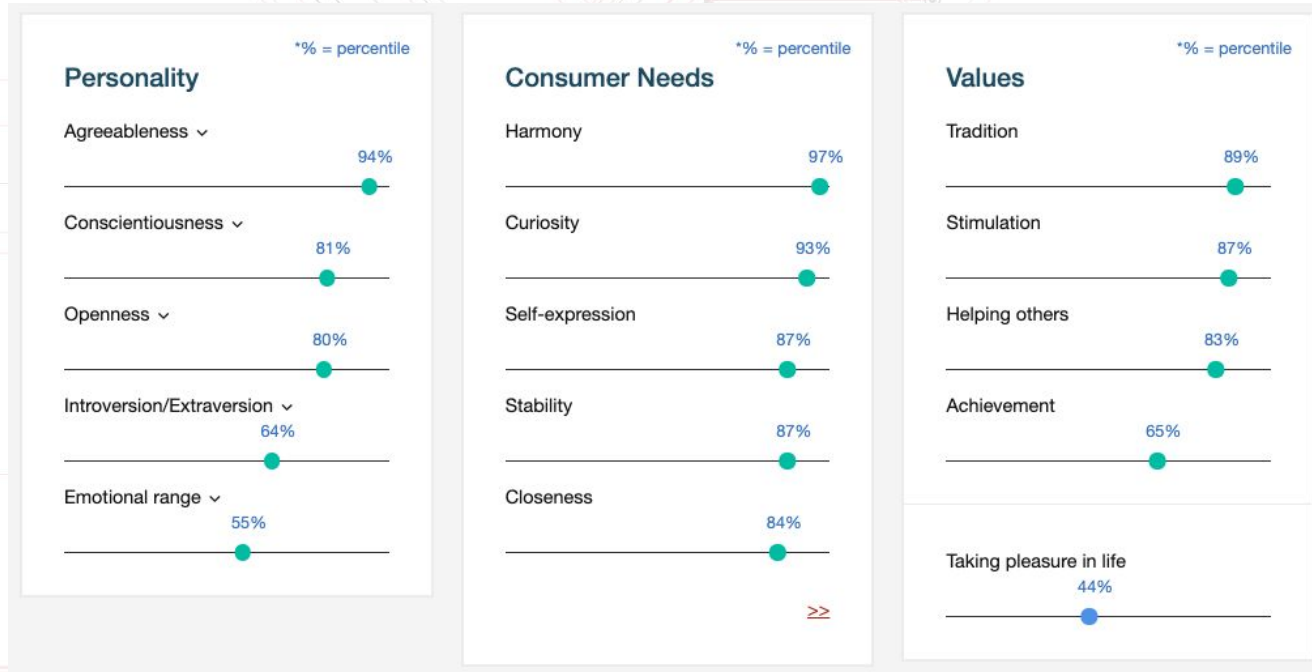 *% = percentile
Personality
Agreeableness
94%
Conscientiousness
81%
Openness
80%
Introversion/Extraversion
64%
Emotional range
55%
*% = percentile
Consumer Needs
Harmony
97%
Curiosity
93%
Self-expression
87%
Stability
87%
Closeness
84%
>>
*% = percentile
Values
Tradition
89%
Stimulation
87%
Helping others
83%
Achievement
65%
Taking pleasure in life
44%